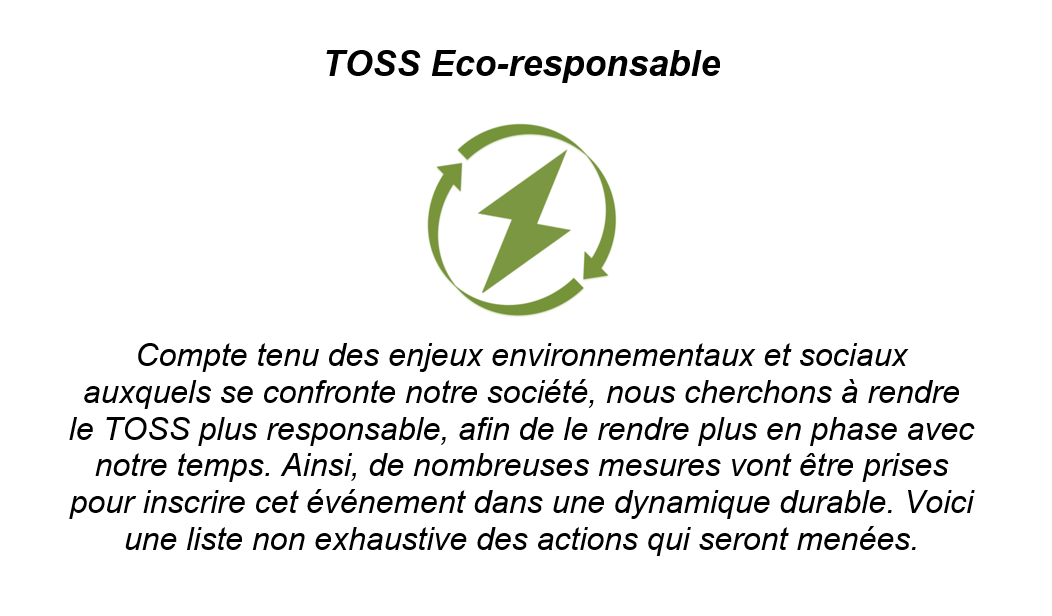 TOSS Eco-responsable
Compte tenu des enjeux environnementaux et sociaux
auxquels se confronte notre société, nous cherchons à rendre
le TOSS plus responsable, afin de le rendre plus en phase avec
notre temps. Ainsi, de nombreuses mesures vont être prises
pour inscrire cet événement dans une dynamique durable. Voici
une liste non exhaustive des actions qui seront menées.